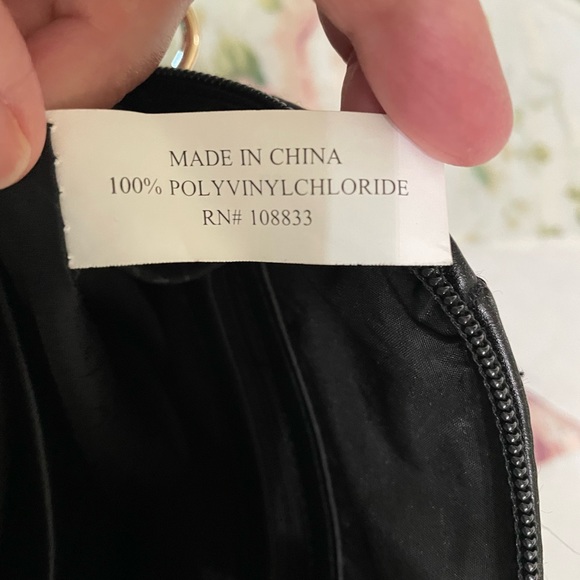 MADE IN CHINA
100% POLYVINYLCHLORIDE
RN# 108833